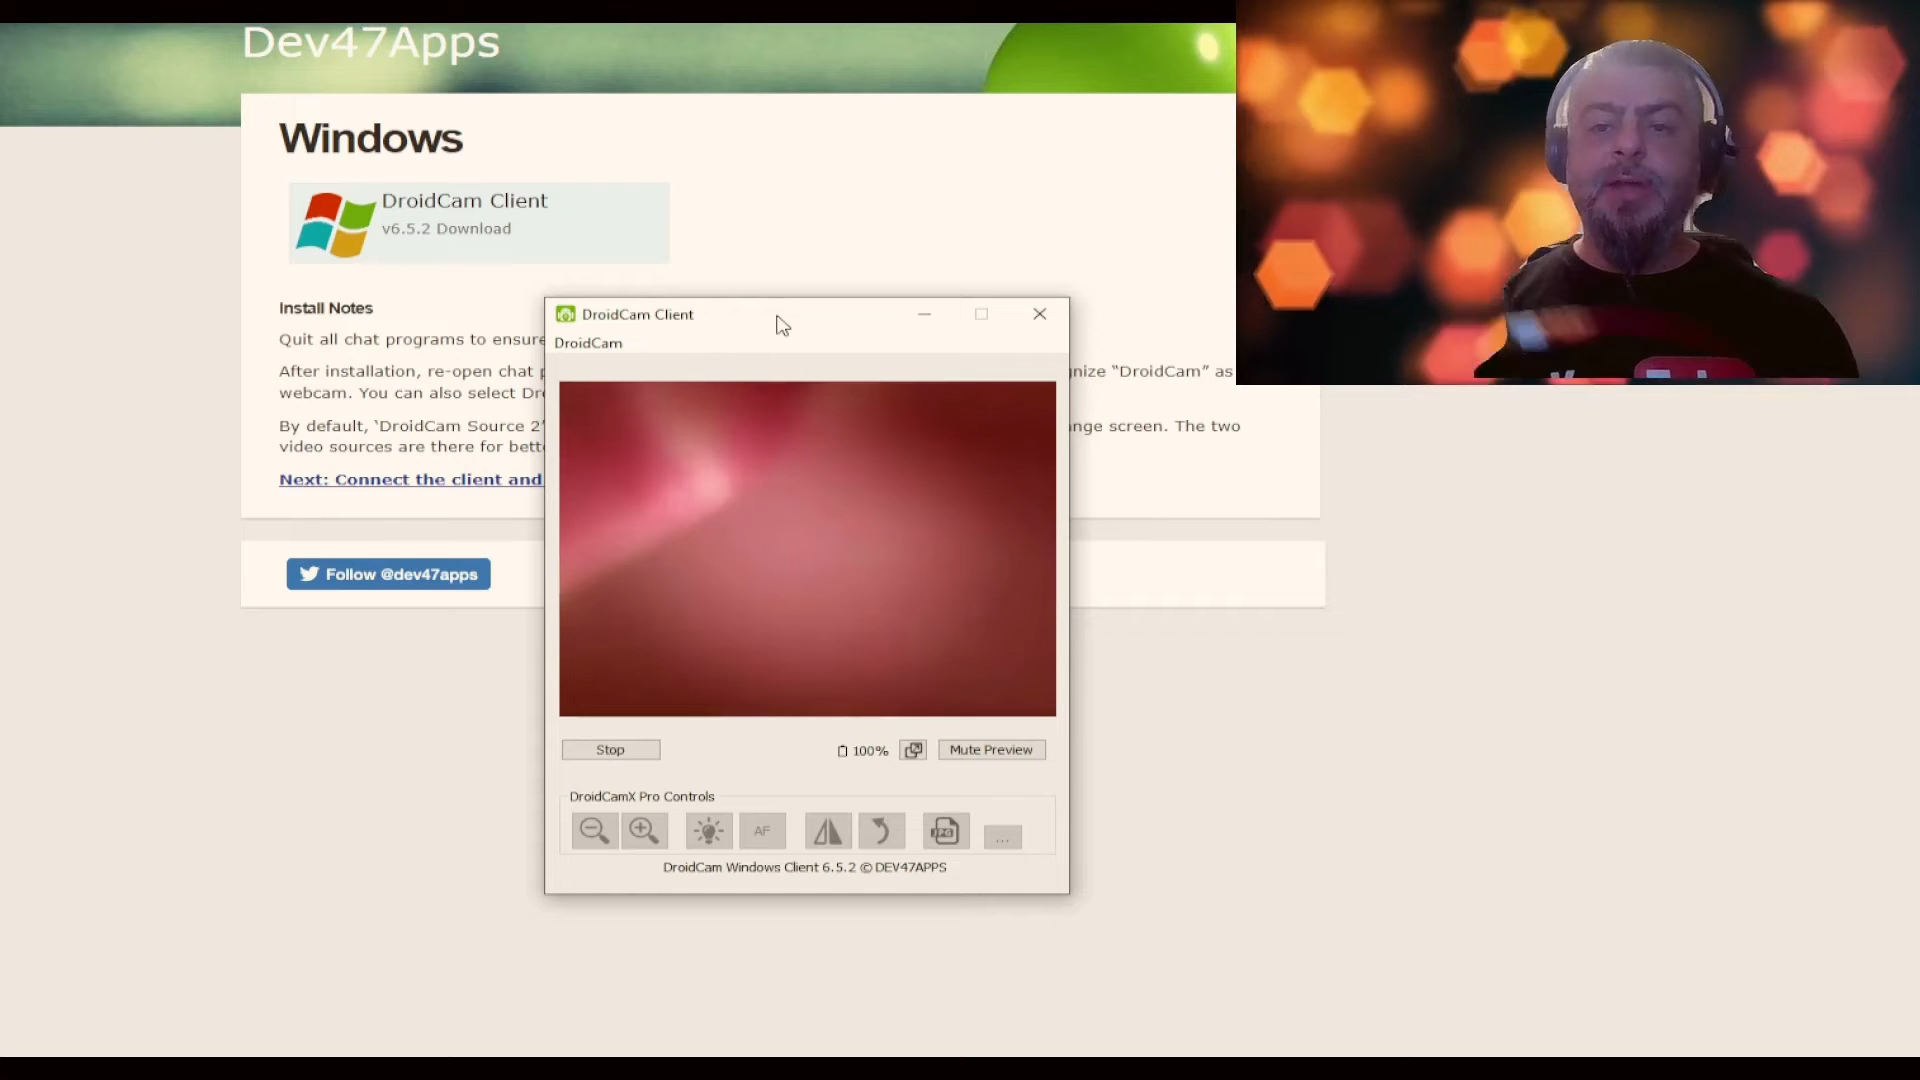 Dev47Apps
Windows
DroidCam Client
v6.5.2 Download
Install Notes
Quit all chat programs to ensure
After installation, re-open chat
nize “DroidCam” as
webcam. You can also select
By default, ‘DroidCam Source 2’
nge screen. The two
video sources are there for
Next: Connect the client and
Follow @dev47apps
DroidCam Client
DroidCam
Stop
100%
Mute Preview
DroidCamX Pro Controls
AF
JPG
...
DroidCam Windows Client 6.5.2 © DEV47APPS